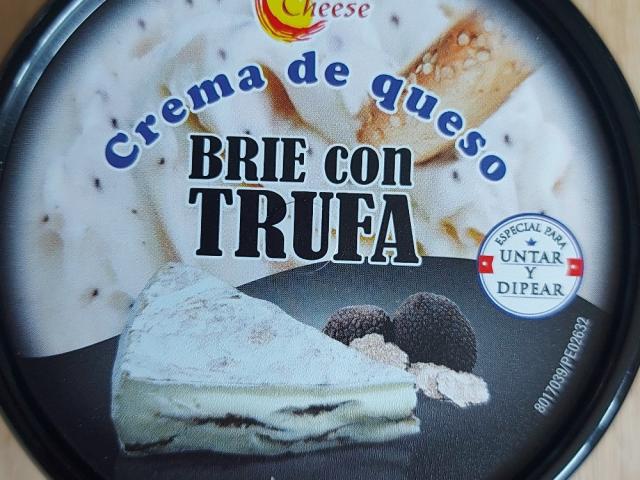 Cheese
Crema de queso
BRIE con
TRUFA
ESPECIAL PARA
UNTAR
Y
DIPEAR
8017039/PE02632